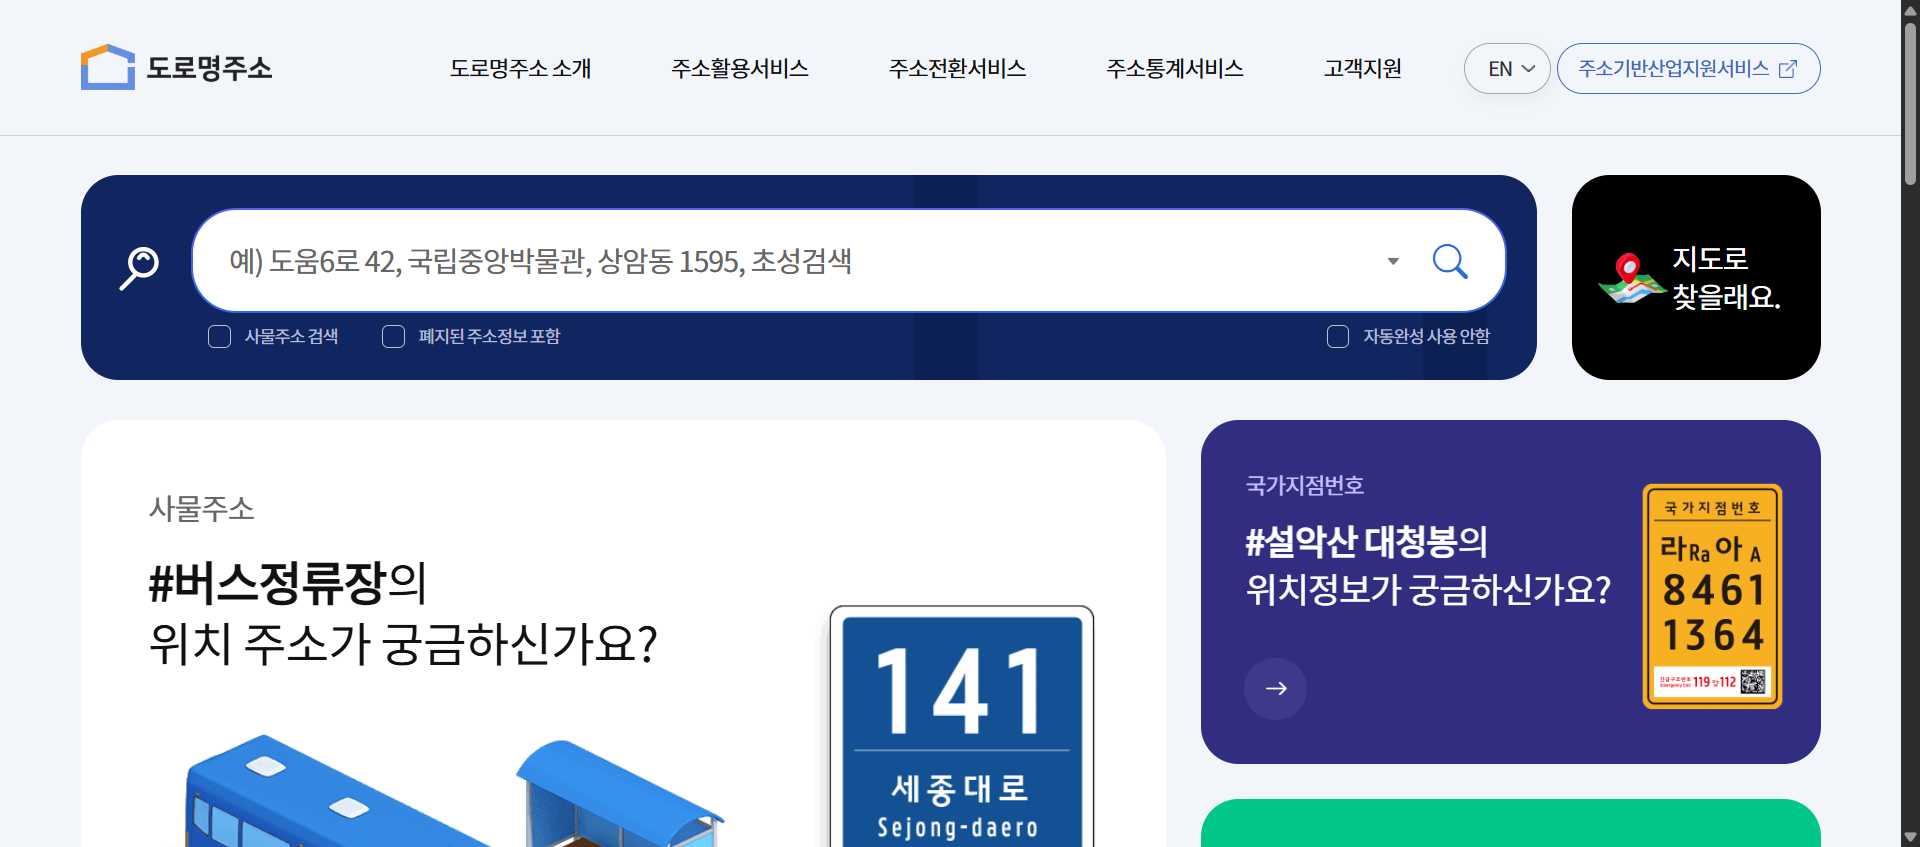 도로명주소
도로명주소 소개
주소활용서비스
주소전환서비스
주소통계서비스
고객지원
EN
주소기반산업지원서비스
예) 도움6로 42, 국립중앙박물관, 상암동 1595, 초성검색
사물주소 검색
폐지된 주소정보 포함
자동완성 사용 안함
지도로
찾을래요.
사물주소
#버스정류장의
위치 주소가 궁금하신가요?
141
세종대로
Sejong-daero
국가지점번호
#설악산 대청봉의
위치정보가 궁금하신가요?
국가지점번호
라Ra 아A
8461
1364
119 112